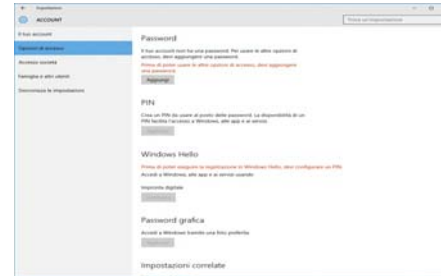 Impostazioni
ACCOUNT
Trova un'impostazione
Il tuo account
Opzioni di accesso
Accesso società
Famiglia e altri utenti
Sincronizza le impostazioni
Password
Il tuo account non ha una password. Per usare le altre opzioni di
accesso, devi aggiungere una password.
Prima di poter usare le altre opzioni di accesso, devi aggiungere
una password.
Aggiungi
PIN
Crea un PIN da usare al posto delle password. La disponibilità di un
PIN facilita l'accesso a Windows, alle app e ai servizi.
Aggiungi
Windows Hello
Prima di poter eseguire la registrazione in Windows Hello, devi configurare un PIN.
Accedi a Windows, alle app e ai servizi usando
Impronta digitale
Password grafica
Accedi a Windows tramite una foto preferita
Aggiungi
Impostazioni correlate